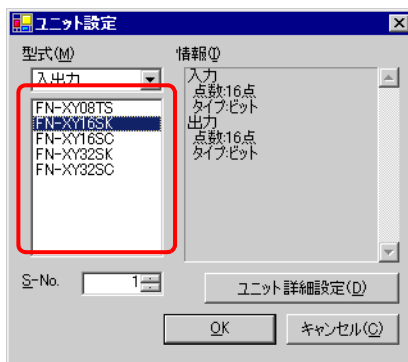 ユニット設定
型式(M)
入出力
FN-XY08TS
FN-XY16SK
FN-XY16SC
FN-XY32SK
FN-XY32SC
情報(I)
入力
点数:16点
タイプ:ビット
出力
点数:16点
タイプ:ビット
S-No.
1
ユニット詳細設定(D)
OK
キャンセル(C)